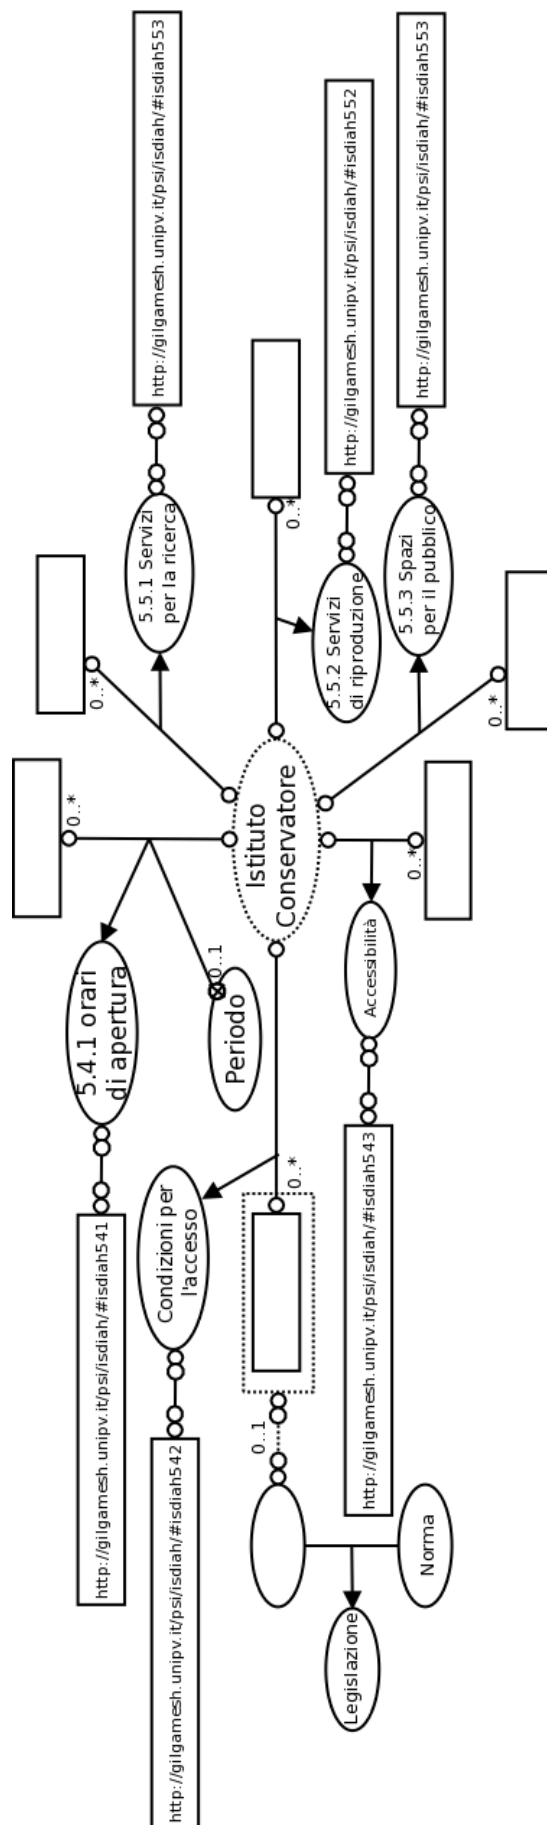 0..*
http://gilgamesh.unipv.it/psi/isdiah/#isdiah541
5.4.1 orari
di apertura
0..*
http://gilgamesh.unipv.it/psi/isdiah/#isdiah542
Condizioni per
l'accesso
5.5.1 Servizi
per la ricerca
http://gilgamesh.unipv.it/psi/isdiah/#isdiah553
0..1
Periodo
0..1
Istituto
Conservatore
0..*
0..*
Legislazione
http://gilgamesh.unipv.it/psi/isdiah/#isdiah543
Accessibilità
5.5.2 Servizi
di riproduzione
http://gilgamesh.unipv.it/psi/isdiah/#isdiah552
Norma
0..*
5.5.3 Spazi
per il pubblico
http://gilgamesh.unipv.it/psi/isdiah/#isdiah553
0..*